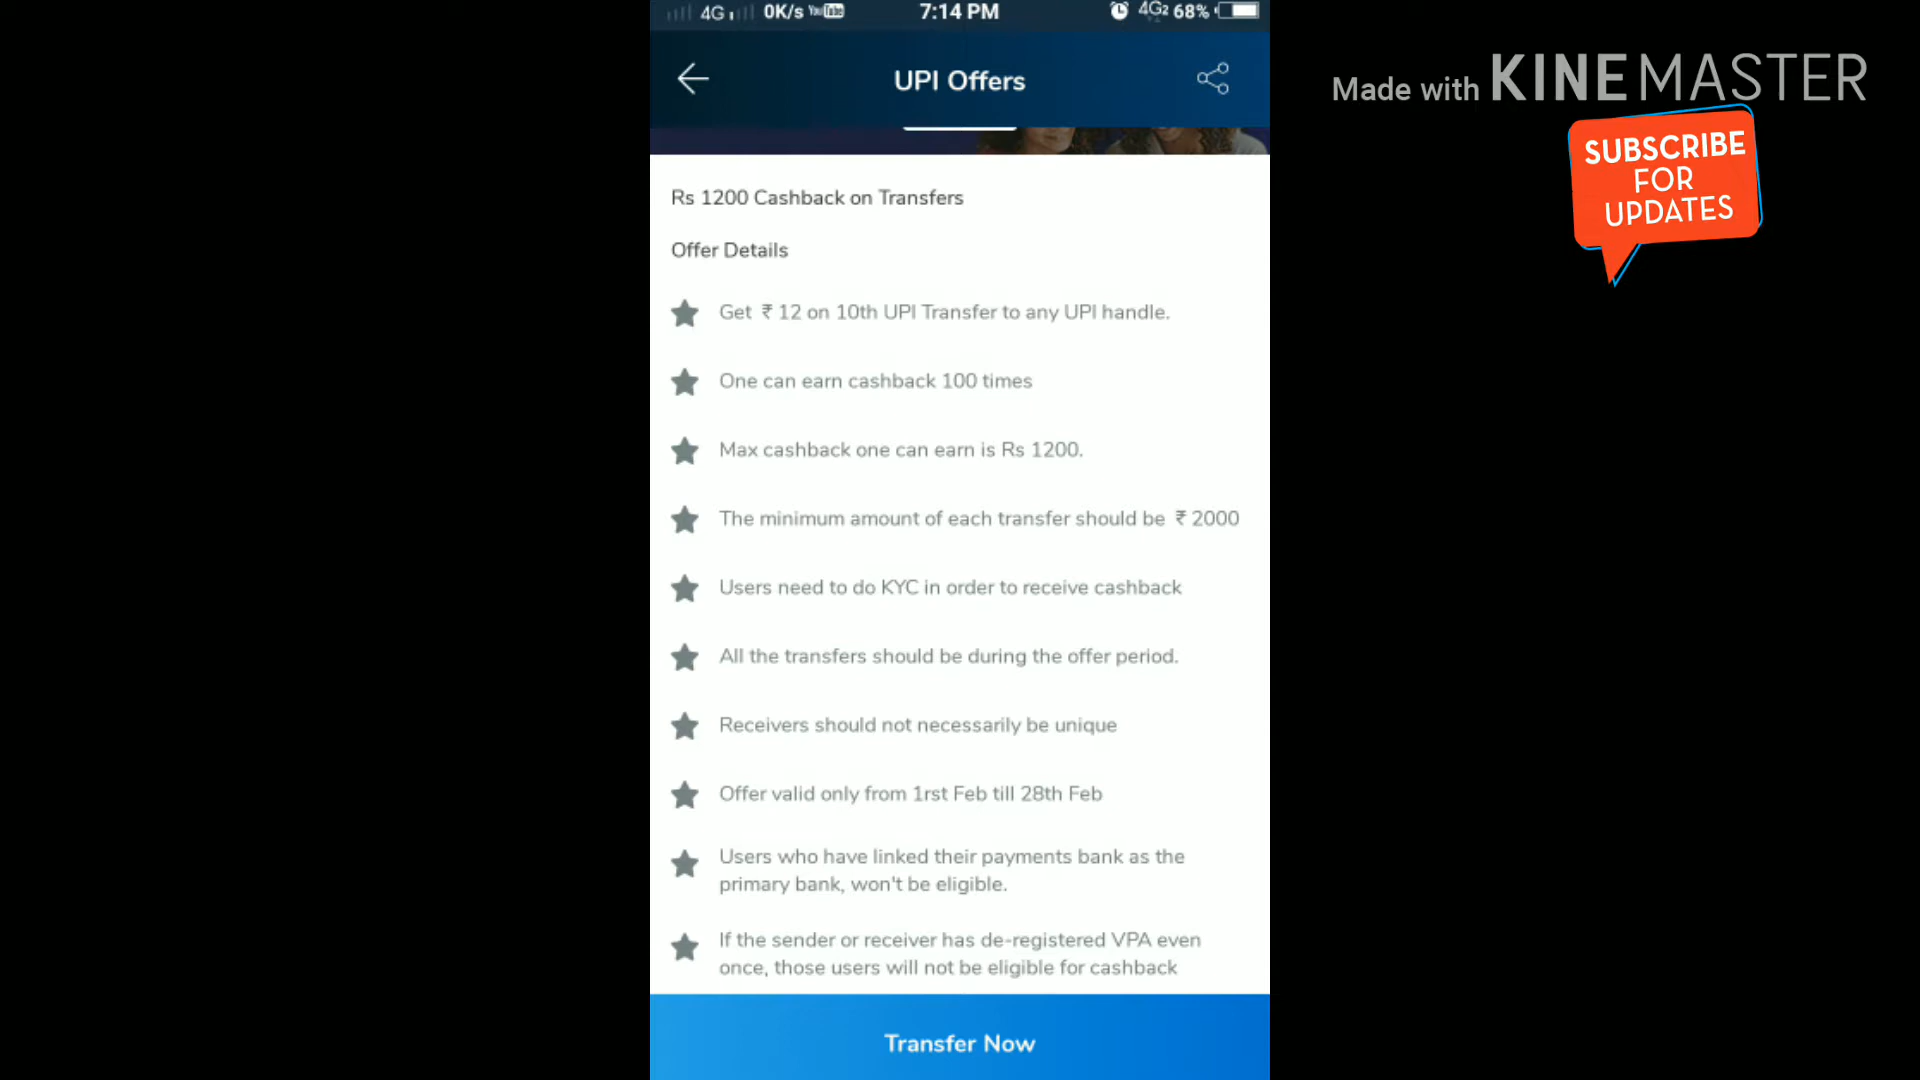 4G 0K/s YouTube 7:14 PM 4G2 68%
UPI Offers
Made with KINEMASTER
SUBSCRIBE
FOR
UPDATES
Rs 1200 Cashback on Transfers
Offer Details
Get ₹ 12 on 10th UPI Transfer to any UPI handle.
One can earn cashback 100 times
Max cashback one can earn is Rs 1200.
The minimum amount of each transfer should be ₹ 2000
Users need to do KYC in order to receive cashback
All the transfers should be during the offer period.
Receivers should not necessarily be unique
Offer valid only from 1rst Feb till 28th Feb
Users who have linked their payments bank as the
primary bank, won't be eligible.
If the sender or receiver has de-registered VPA even
once, those users will not be eligible for cashback
Transfer Now